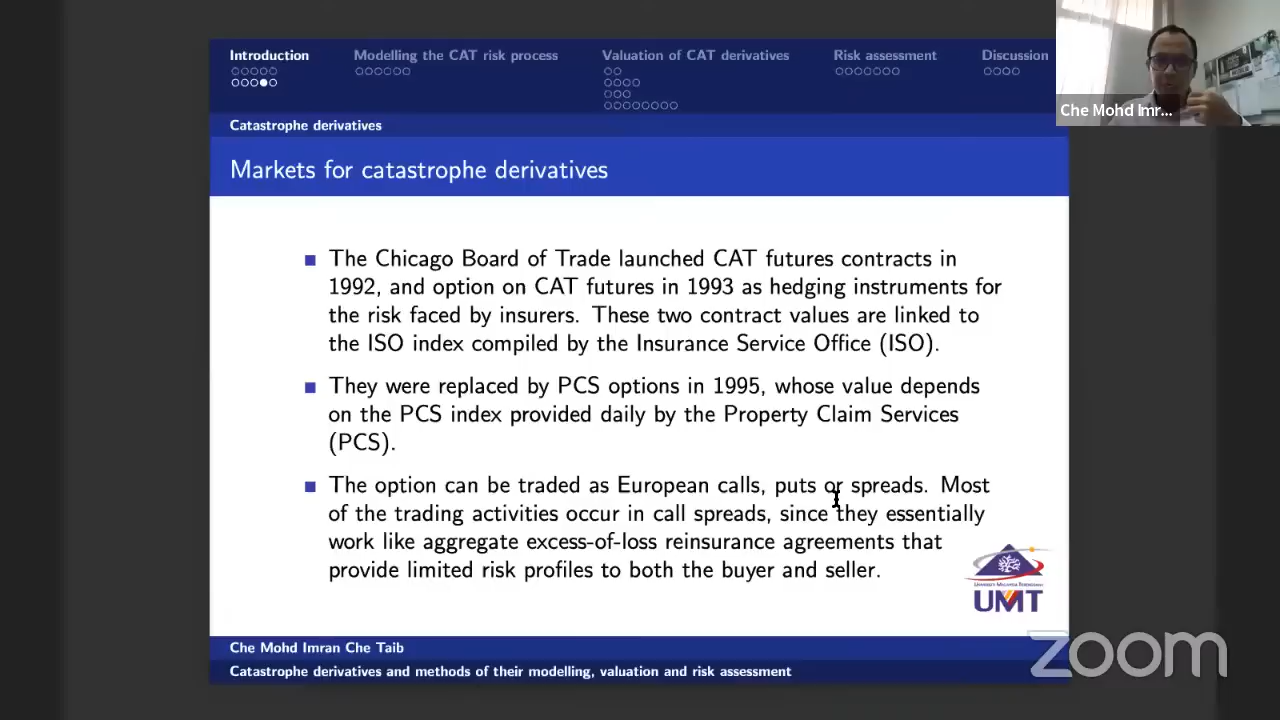 Introduction
Modelling the CAT risk process
Valuation of CAT derivatives
Risk assessment
Discussion
Catastrophe derivatives
Markets for catastrophe derivatives
The Chicago Board of Trade launched CAT futures contracts in
1992, and option on CAT futures in 1993 as hedging instruments for
the risk faced by insurers. These two contract values are linked to
the ISO index compiled by the Insurance Service Office (ISO).
They were replaced by PCS options in 1995, whose value depends
on the PCS index provided daily by the Property Claim Services
(PCS).
The option can be traded as European calls, puts or spreads. Most
of the trading activities occur in call spreads, since they essentially
work like aggregate excess-of-loss reinsurance agreements that
provide limited risk profiles to both the buyer and seller.
UMT
Che Mohd Imran Che Taib
Catastrophe derivatives and methods of their modelling, valuation and risk assessment
Che Mohd Imr...
zoom